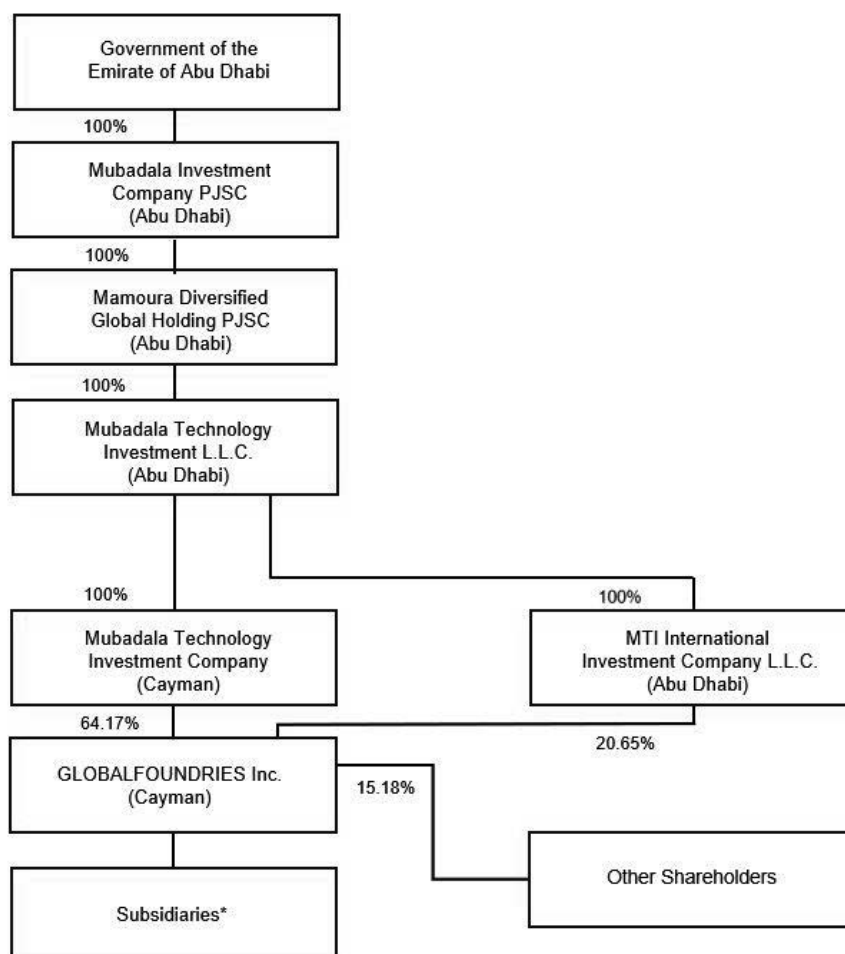 Government of the
Emirate of Abu Dhabi
100%
Mubadala Investment
Company PJSC
(Abu Dhabi)
100%
Mamoura Diversified
Global Holding PJSC
(Abu Dhabi)
100%
Mubadala Technology
Investment L.L.C.
(Abu Dhabi)
100%
100%
Mubadala Technology
Investment Company
(Cayman)
MTI International
Investment Company L.L.C.
(Abu Dhabi)
64.17%
20.65%
GLOBALFOUNDRIES Inc.
(Cayman)
15.18%
Other Shareholders
Subsidiaries*